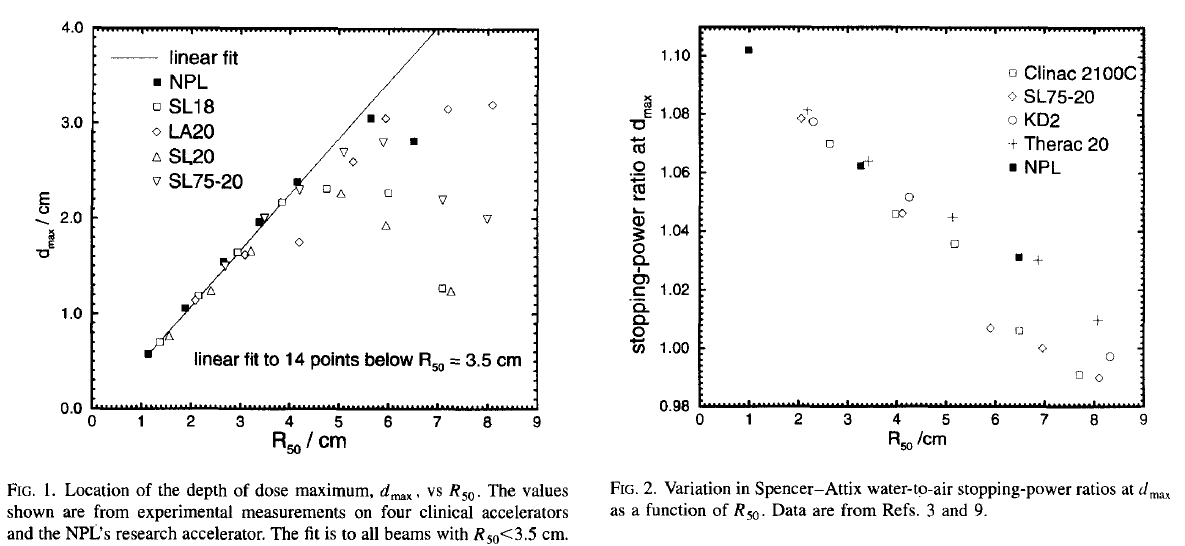 4.0
3.0
2.0
1.0
0.0
d_max / cm
linear fit
NPL
SL18
LA20
SL20
SL75-20
linear fit to 14 points below R_50 = 3.5 cm
0 1 2 3 4 5 6 7 8 9
R_50 / cm
FIG. 1. Location of the depth of dose maximum, d_max, vs R_50. The values
shown are from experimental measurements on four clinical accelerators
and the NPL's research accelerator. The fit is to all beams with R_50<3.5 cm.
1.10
1.08
1.06
1.04
1.02
1.00
0.98
stopping-power ratio at d_max
Clinac 2100C
SL75-20
KD2
Therac 20
NPL
0 1 2 3 4 5 6 7 8 9
R_50 /cm
FIG. 2. Variation in Spencer–Attix water-to-air stopping-power ratios at d_max
as a function of R_50. Data are from Refs. 3 and 9.